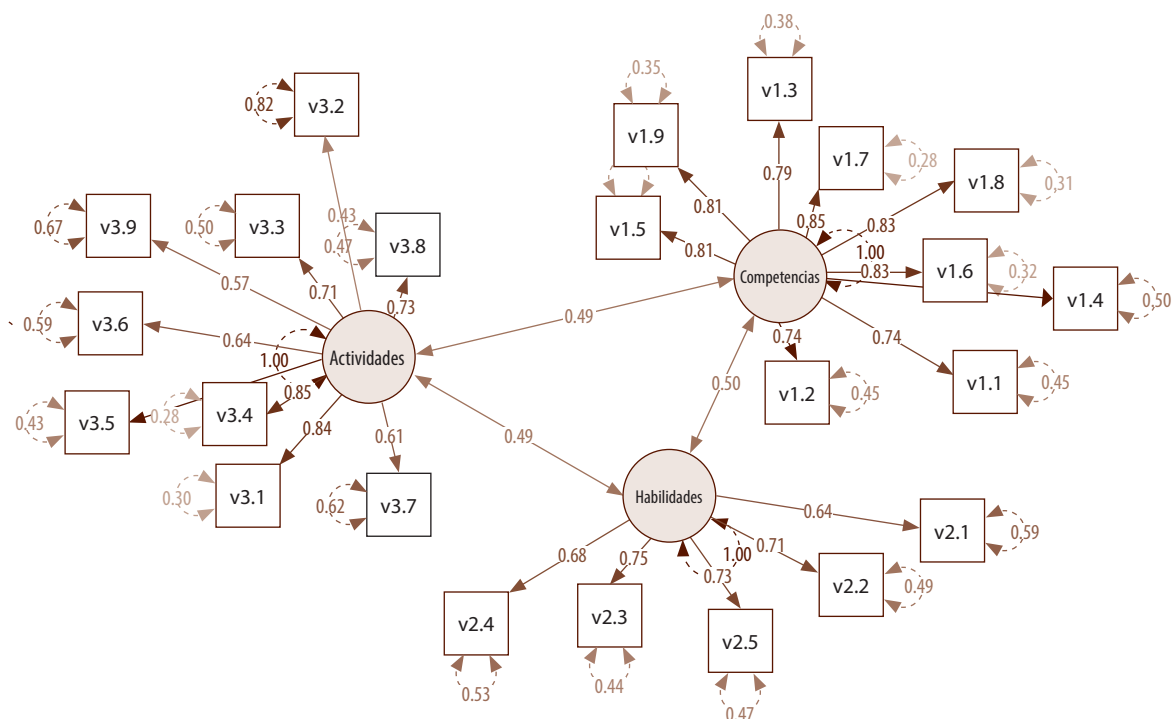 0.38
0.35
v1.3
0.82
v3.2
v1.9
v1.7
0.28
v1.8
0.31
0.79
0.67
v3.9
0.50
v3.3
0.43
0.47
v3.8
v1.5
0.81
0.85
0.83
0.81
1.00
0.57
0.71
0.73
Competencias
0.83
v1.6
0.32
v1.4
0.50
0.59
v3.6
0.64
0.49
1.00
Actividades
0.74
0.74
0.85
0.50
v1.2
0.45
v1.1
0.45
0.43
v3.5
0.28
v3.4
0.84
0.61
0.49
0.30
v3.1
0.62
v3.7
Habilidades
0.64
v2.1
0.59
0.68
0.75
1.00
0.71
0.73
v2.2
0.49
v2.4
v2.3
v2.5
0.53
0.44
0.47